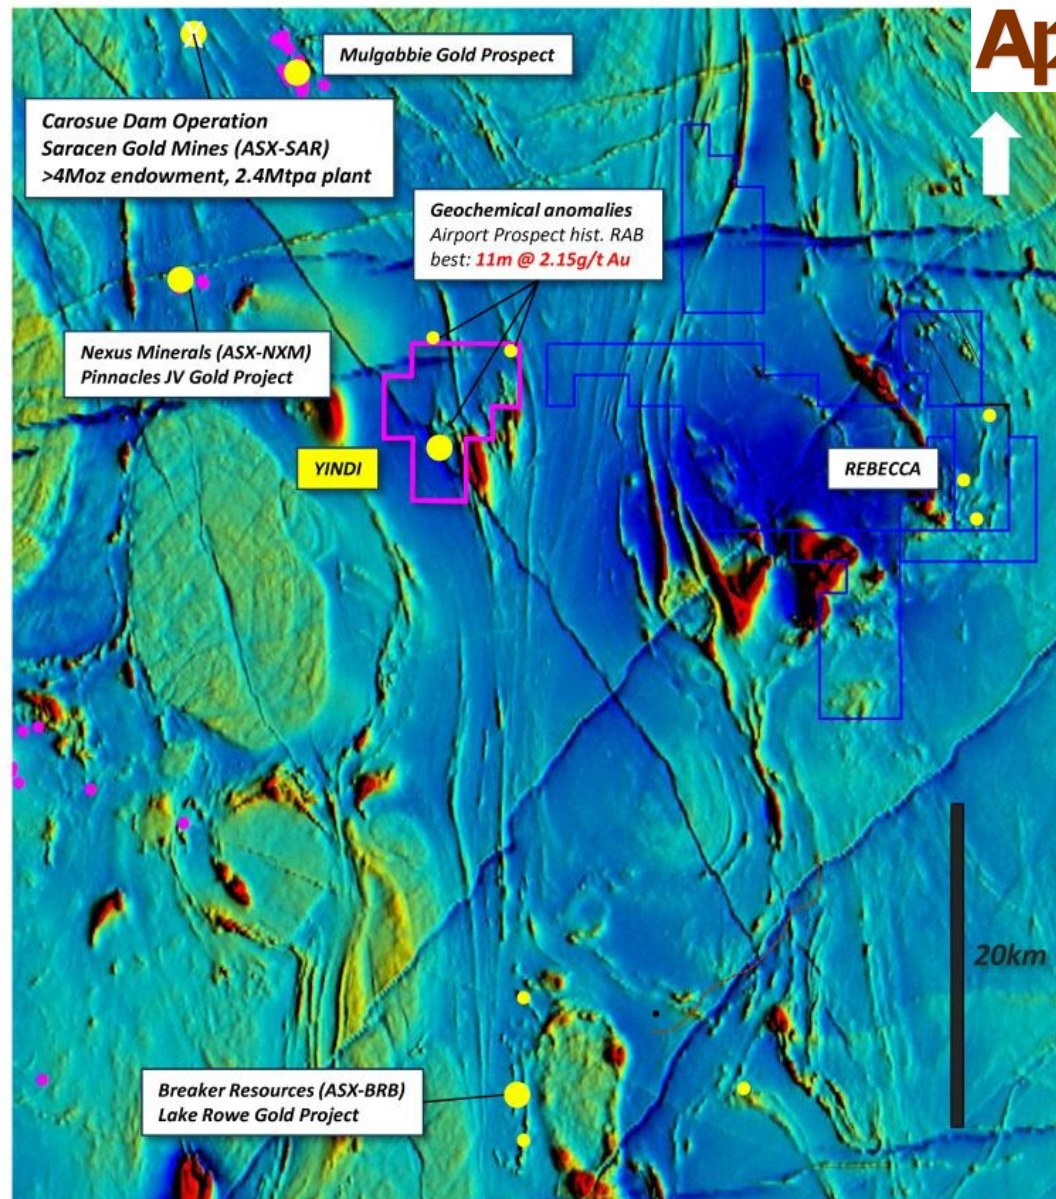 Ap
Mulgabbie Gold Prospect
Carosue Dam Operation
Saracen Gold Mines (ASX-SAR)
>4Moz endowment, 2.4Mtpa plant
Geochemical anomalies
Airport Prospect hist. RAB
best: 11m @ 2.15g/t Au
Nexus Minerals (ASX-NXM)
Pinnacles JV Gold Project
YINDI
REBECCA
20km
Breaker Resources (ASX-BRB)
Lake Rowe Gold Project